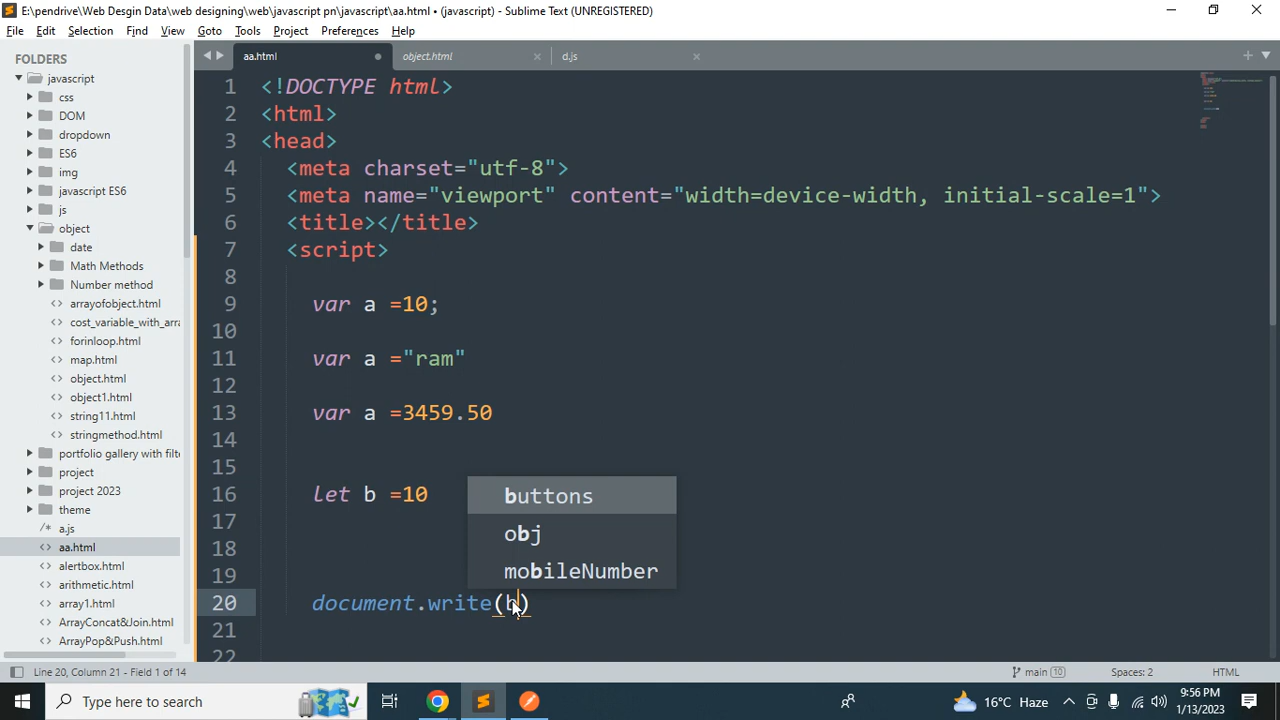 E:\pendrive\Web Desgin Data\web designing\web\javascript pn\javascript\aa.html • (javascript) - Sublime Text (UNREGISTERED)
File Edit Selection Find View Goto Tools Project Preferences Help
FOLDERS
javascript
css
DOM
dropdown
ES6
img
javascript ES6
js
object
date
Math Methods
Number method
arrayofobject.html
cost_variable_with_arra
forinloop.html
map.html
object.html
object1.html
string11.html
stringmethod.html
portfolio gallery with filte
project
project 2023
theme
/* a.js
aa.html
alertbox.html
arithmetic.html
array1.html
ArrayConcat&Join.html
ArrayPop&Push.html
aa.html object.html d.js
1 <!DOCTYPE html>
2 <html>
3 <head>
4 <meta charset="utf-8">
5 <meta name="viewport" content="width=device-width, initial-scale=1">
6 <title></title>
7 <script>
8
9 var a =10;
10
11 var a ="ram"
12
13 var a =3459.50
14
15
16 let b =10
17
18
19
20 document.write(b)
21
22
buttons
obj
mobileNumber
Line 20, Column 21 - Field 1 of 14
main 10 Spaces: 2 HTML
Type here to search
16°C Haze
9:56 PM
1/13/2023